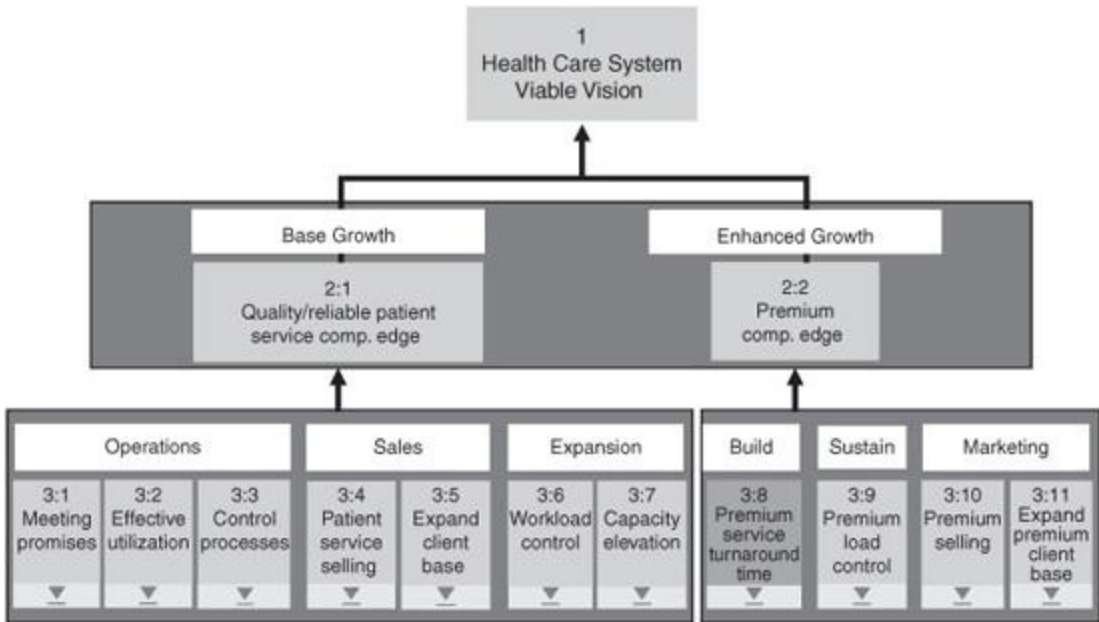 1
Health Care System
Viable Vision
Base Growth
Enhanced Growth
2:1
Quality/reliable patient
service comp. edge
2:2
Premium
comp. edge
Operations
Sales
Expansion
Build
Sustain
Marketing
3:1
Meeting
promises
3:2
Effective
utilization
3:3
Control
processes
3:4
Patient
service
selling
3:5
Expand
client
base
3:6
Workload
control
3:7
Capacity
elevation
3:8
Premium
service
turnaround
time
3:9
Premium
load
control
3:10
Premium
selling
3:11
Expand
premium
client
base